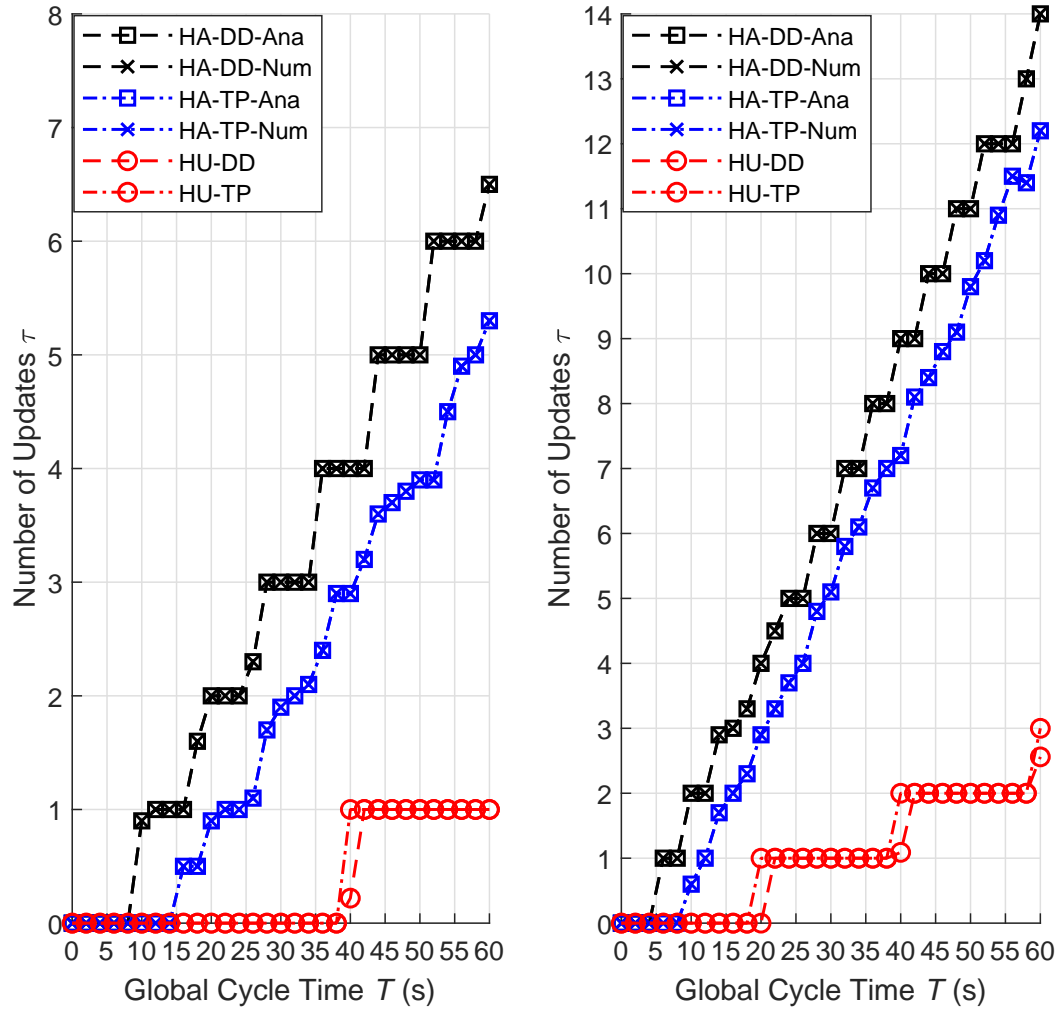 8
7
6
5
4
3
2
1
0
Number of Updates τ
HA-DD-Ana
HA-DD-Num
HA-TP-Ana
HA-TP-Num
HU-DD
HU-TP
0 5 10 15 20 25 30 35 40 45 50 55 60
Global Cycle Time T (s)
14
13
12
11
10
9
8
7
6
5
4
3
2
1
0
Number of Updates τ
HA-DD-Ana
HA-DD-Num
HA-TP-Ana
HA-TP-Num
HU-DD
HU-TP
0 5 10 15 20 25 30 35 40 45 50 55 60
Global Cycle Time T (s)